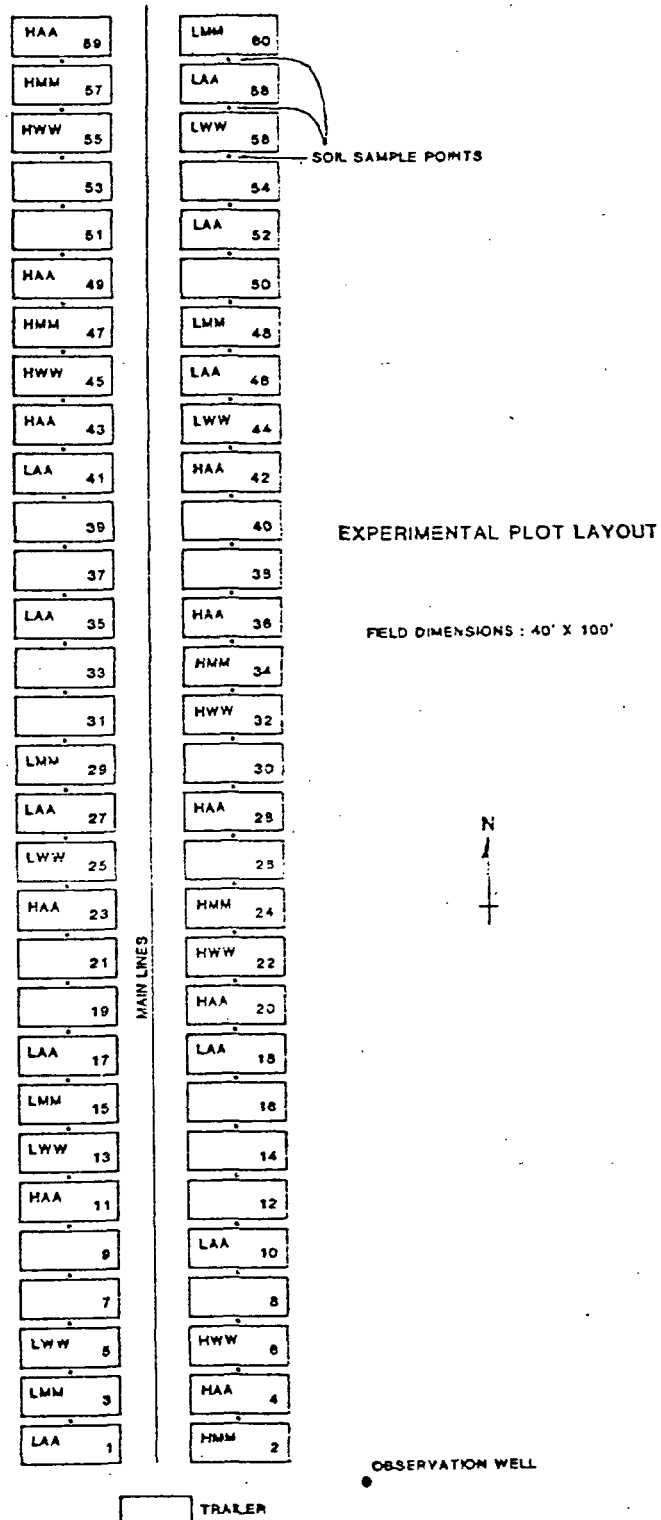 HAA 59 LMM 60
HMM 57 LAA 58
HWW 55 LWW 56
SOIL SAMPLE POINTS
53 54
51 LAA 52
HAA 49 50
HMM 47 LMM 48
HWW 45 LAA 46
HAA 43 LWW 44
LAA 41 HAA 42
39 40
EXPERIMENTAL PLOT LAYOUT
37 38
LAA 35 HAA 36
FIELD DIMENSIONS : 40' X 100'
33 HMM 34
31 HWW 32
LMM 29 30
LAA 27 HAA 28
N
LWW 25 26
HAA 23 HMM 24
21 HWW 22
MAIN LINES
19 HAA 20
LAA 17 LAA 18
LMM 15 16
LWW 13 14
HAA 11 12
9 LAA 10
7 8
LWW 5 HWW 6
LMM 3 HAA 4
LAA 1 HMM 2
OBSERVATION WELL
TRAILER